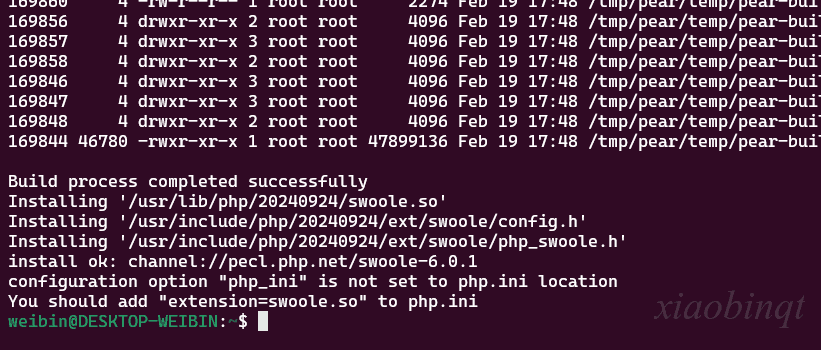 169860 4 -rw-r--r-- 1 root root 2274 Feb 19 17:48 /tmp/pear/temp/pear-bui
169856 4 drwxr-xr-x 2 root root 4096 Feb 19 17:48 /tmp/pear/temp/pear-bui
169857 4 drwxr-xr-x 3 root root 4096 Feb 19 17:48 /tmp/pear/temp/pear-bui
169858 4 drwxr-xr-x 2 root root 4096 Feb 19 17:48 /tmp/pear/temp/pear-bui
169846 4 drwxr-xr-x 3 root root 4096 Feb 19 17:48 /tmp/pear/temp/pear-bui
169847 4 drwxr-xr-x 3 root root 4096 Feb 19 17:48 /tmp/pear/temp/pear-bui
169848 4 drwxr-xr-x 2 root root 4096 Feb 19 17:48 /tmp/pear/temp/pear-bui
169844 46780 -rwxr-xr-x 1 root root 47899136 Feb 19 17:48 /tmp/pear/temp/pear-bui
Build process completed successfully
Installing '/usr/lib/php/20240924/swoole.so'
Installing '/usr/include/php/20240924/ext/swoole/config.h'
Installing '/usr/include/php/20240924/ext/swoole/php_swoole.h'
install ok: channel://pecl.php.net/swoole-6.0.1
configuration option "php_ini" is not set to php.ini location
You should add "extension=swoole.so" to php.ini
weibin@DESKTOP-WEIBIN:~$
xiaobinqt